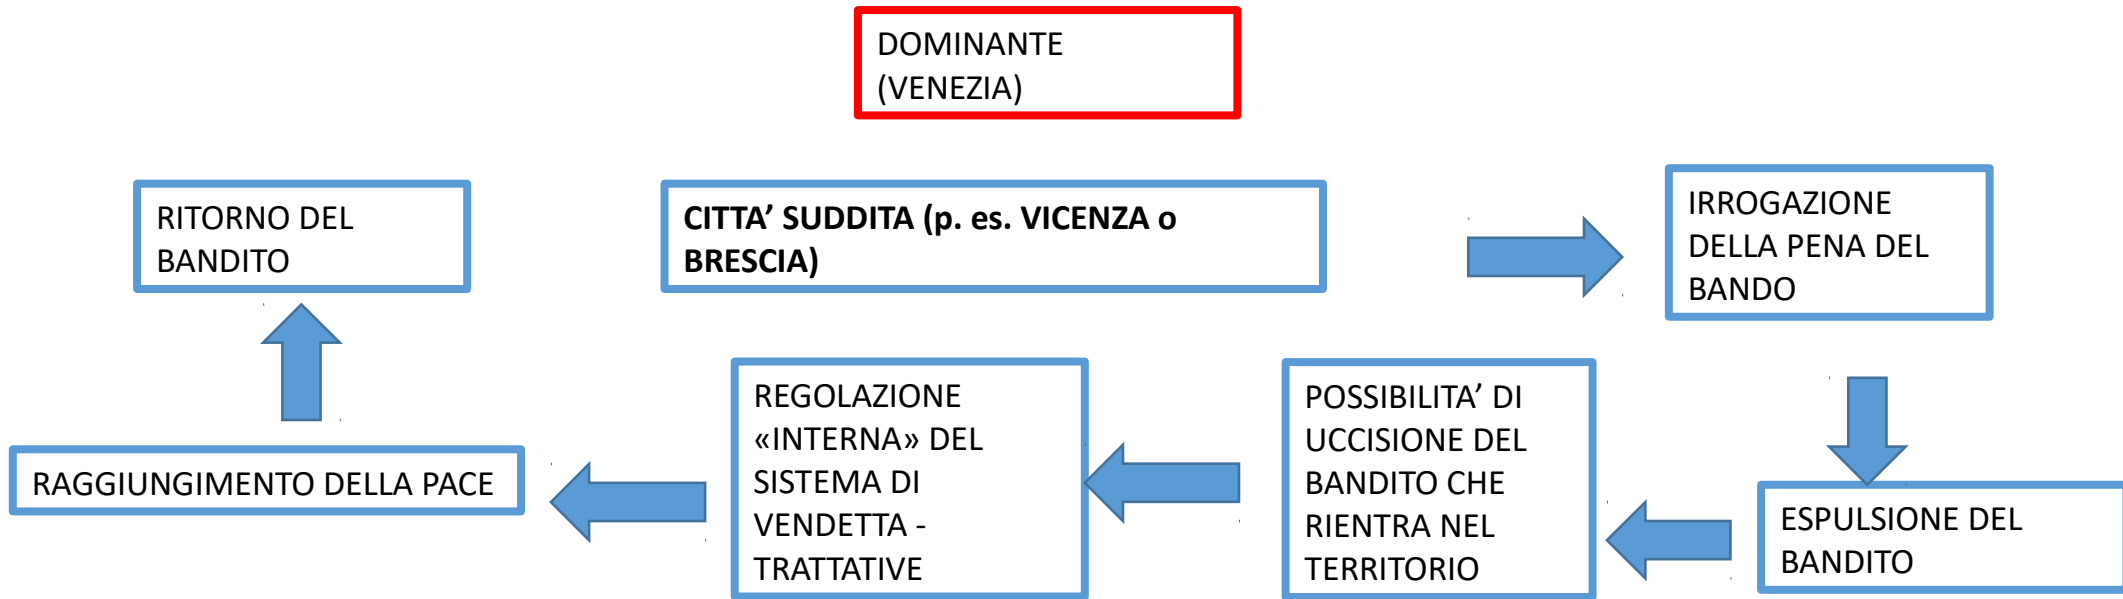 DOMINANTE
(VENEZIA)
RITORNO DEL
BANDITO
CITTA’ SUDDITA (p. es. VICENZA o
BRESCIA)
IRROGAZIONE
DELLA PENA DEL
BANDO
RAGGIUNGIMENTO DELLA PACE
REGOLAZIONE
«INTERNA» DEL
SISTEMA DI
VENDETTA -
TRATTATIVE
POSSIBILITA’ DI
UCCISIONE DEL
BANDITO CHE
RIENTRA NEL
TERRITORIO
ESPULSIONE DEL
BANDITO